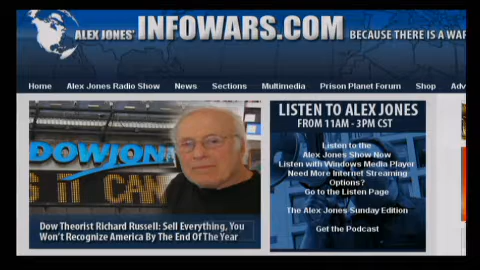 ALEX JONES' INFOWARS.COM BECAUSE THERE IS A WAR
Home Alex Jones Radio Show News Sections Multimedia Prison Planet Forum Shop
DOWJON
G IT CAN
Dow Theorist Richard Russell: Sell Everything, You
Won't Recognize America By The End Of The Year
LISTEN TO ALEX JONES
FROM 11AM - 3PM CST
Listen to the
Alex Jones Show Now
Listen with Windows Media Player
Need More Internet Streaming
Options?
Go to the Listen Page
The Alex Jones Sunday Edition
Get the Podcast